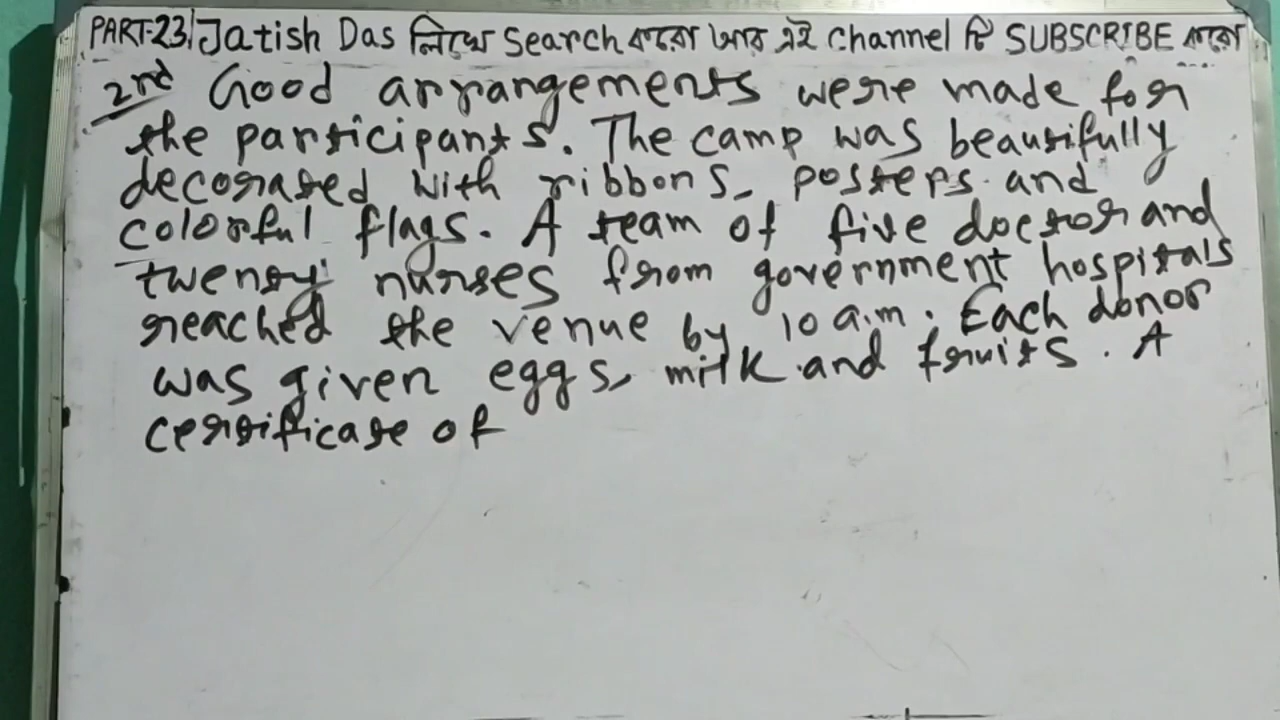 PART-23/Jatish Das লিখে Search করো আর এই channel টি SUBSCRIBE করো
2nd Good arrangements were made for
the participants. The camp was beautifully
decorated with ribbons, posters and
colorful flags. A team of five doctor and
twenty nurses from government hospitals
reached the venue by 10 a.m. Each donor
was given eggs, milk and fruits. A
certificate of